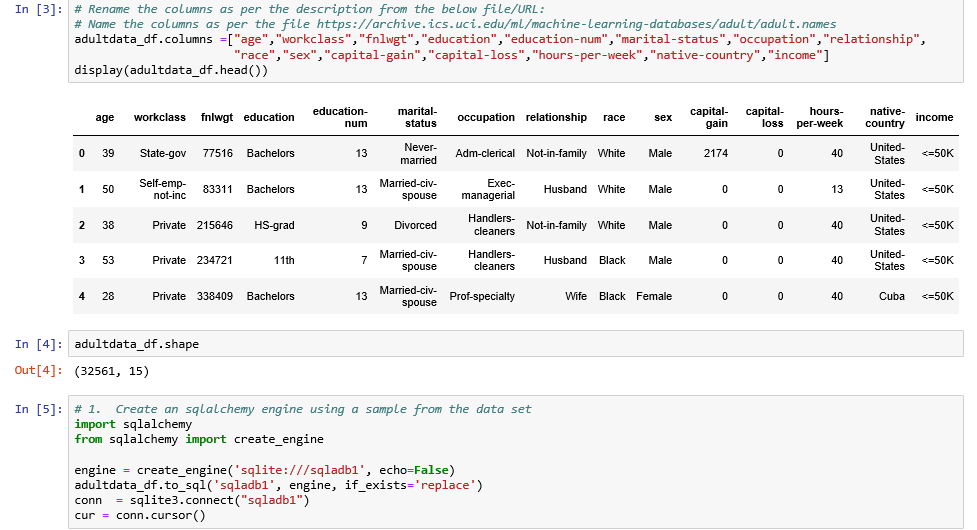 In [3]: # Rename the columns as per the description from the below file/URL:
# Name the columns as per the file https://archive.ics.uci.edu/ml/machine-learning-databases/adult/adult.names
adultdata_df.columns =["age","workclass","fnlwgt","education","education-num","marital-status","occupation","relationship",
"race","sex","capital-gain","capital-loss","hours-per-week","native-country","income"]
display(adultdata_df.head())
age workclass fnlwgt education education-num marital-status occupation relationship race sex capital-gain capital-loss hours-per-week native-country income
0 39 State-gov 77516 Bachelors 13 Never-married Adm-clerical Not-in-family White Male 2174 0 40 United-States <=50K
1 50 Self-emp-not-inc 83311 Bachelors 13 Married-civ-spouse Exec-managerial Husband White Male 0 0 13 United-States <=50K
2 38 Private 215646 HS-grad 9 Divorced Handlers-cleaners Not-in-family White Male 0 0 40 United-States <=50K
3 53 Private 234721 11th 7 Married-civ-spouse Handlers-cleaners Husband Black Male 0 0 40 United-States <=50K
4 28 Private 338409 Bachelors 13 Married-civ-spouse Prof-specialty Wife Black Female 0 0 40 Cuba <=50K
In [4]: adultdata_df.shape
Out[4]: (32561, 15)
In [5]: # 1.  Create an sqlalchemy engine using a sample from the data set
import sqlalchemy
from sqlalchemy import create_engine
engine = create_engine('sqlite:///sqladb1', echo=False)
adultdata_df.to_sql('sqladb1', engine, if_exists='replace')
conn  = sqlite3.connect("sqladb1")
cur = conn.cursor()